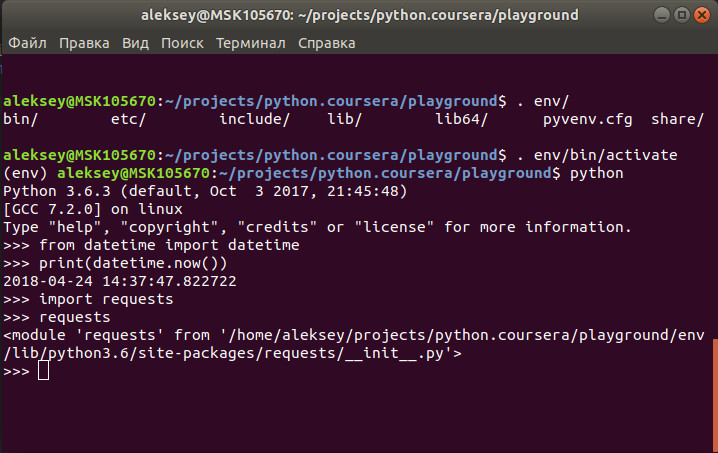 aleksey@MSK105670: ~/projects/python.coursera/playground
Файл Правка Вид Поиск Терминал Справка
aleksey@MSK105670:~/projects/python.coursera/playground$ . env/
bin/ etc/ include/ lib/ lib64/ pyvenv.cfg share/
aleksey@MSK105670:~/projects/python.coursera/playground$ . env/bin/activate
(env) aleksey@MSK105670:~/projects/python.coursera/playground$ python
Python 3.6.3 (default, Oct  3 2017, 21:45:48)
[GCC 7.2.0] on linux
Type "help", "copyright", "credits" or "license" for more information.
>>> from datetime import datetime
>>> print(datetime.now())
2018-04-24 14:37:47.822722
>>> import requests
>>> requests
<module 'requests' from '/home/aleksey/projects/python.coursera/playground/env
/lib/python3.6/site-packages/requests/__init__.py'>
>>>